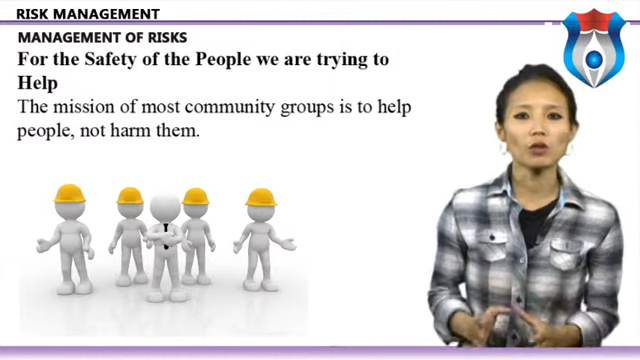 RISK MANAGEMENT
MANAGEMENT OF RISKS
For the Safety of the People we are trying to
Help
The mission of most community groups is to help
people, not harm them.